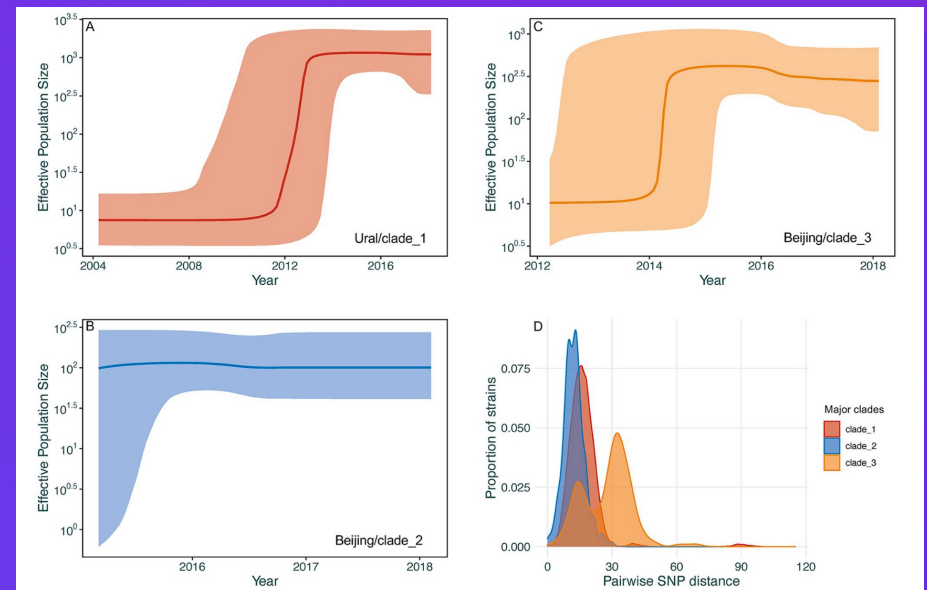 A
Effective Population Size
10^3.5
10^3
10^2.5
10^2
10^1.5
10^1
10^0.5
2004 2008 2012 2016
Year
Ural/clade_1
C
Effective Population Size
10^3
10^2.5
10^2
10^1.5
10^1
10^0.5
2012 2014 2016 2018
Year
Beijing/clade_3
B
Effective Population Size
10^2.5
10^2
10^1.5
10^1
10^0.5
10^0
2016 2017 2018
Year
Beijing/clade_2
D
Proportion of strains
0.075
0.050
0.025
0.000
0 30 60 90 120
Pairwise SNP distance
Major clades
clade_1
clade_2
clade_3